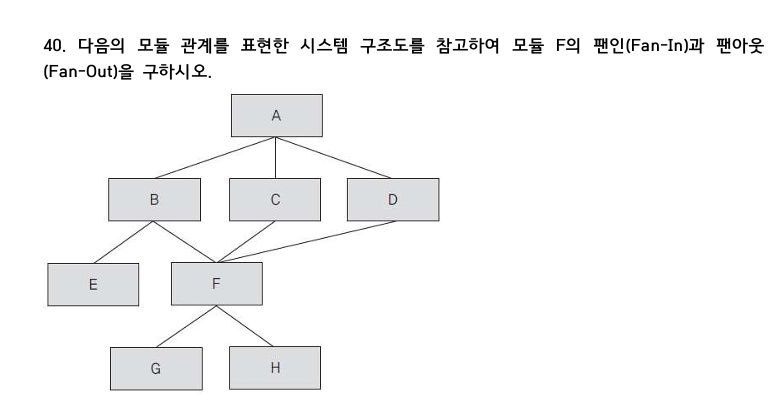 40. 다음의 모듈 관계를 표현한 시스템 구조도를 참고하여 모듈 F의 팬인(Fan-In)과 팬아웃
(Fan-Out)을 구하시오.
A
B C D
E F
G H